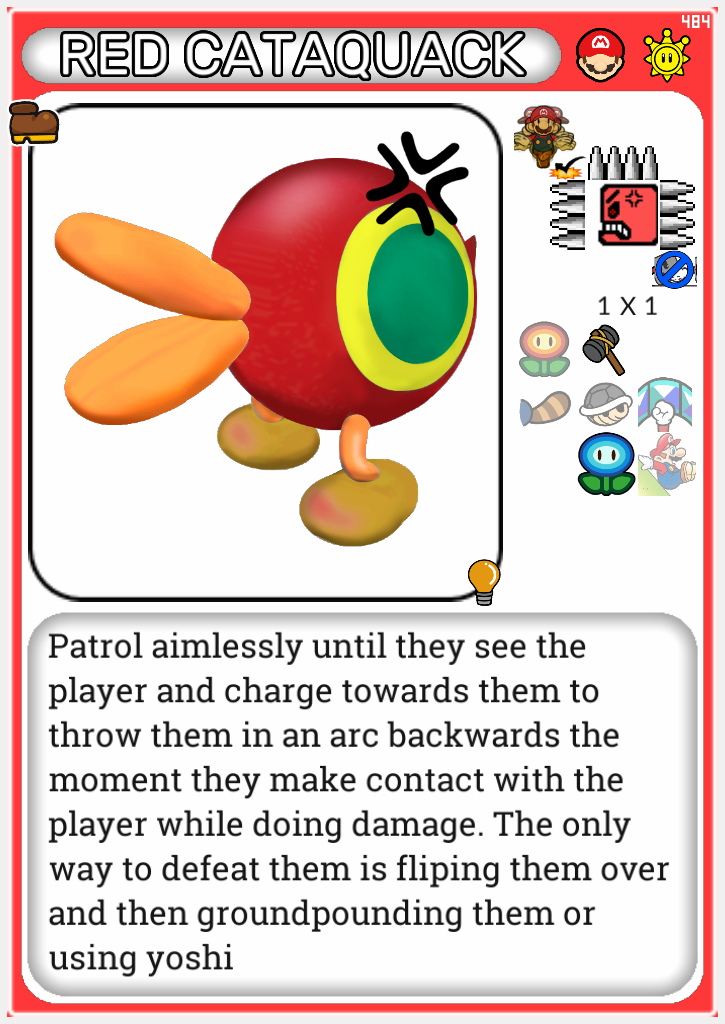 484
RED CATAQUACK
1 X 1
Patrol aimlessly until they see the
player and charge towards them to
throw them in an arc backwards the
moment they make contact with the
player while doing damage. The only
way to defeat them is fliping them over
and then groundpounding them or
using yoshi